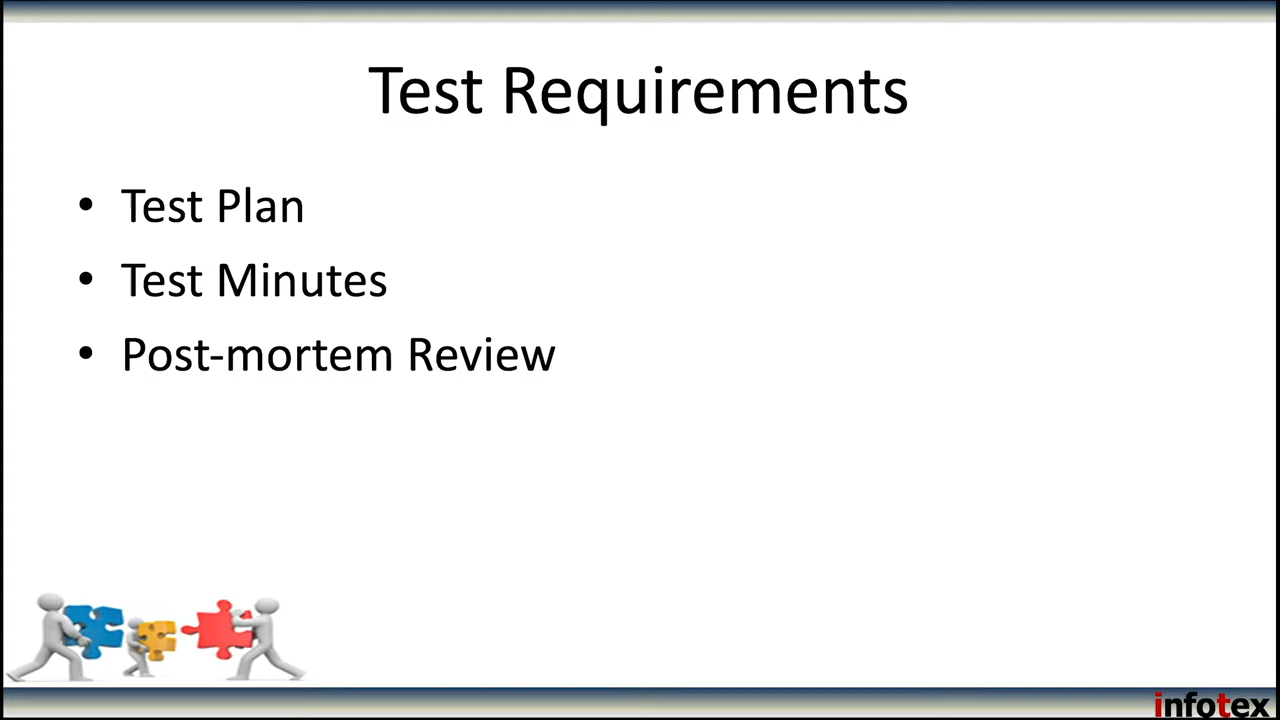 Test Requirements
• Test Plan
• Test Minutes
• Post-mortem Review
infotex